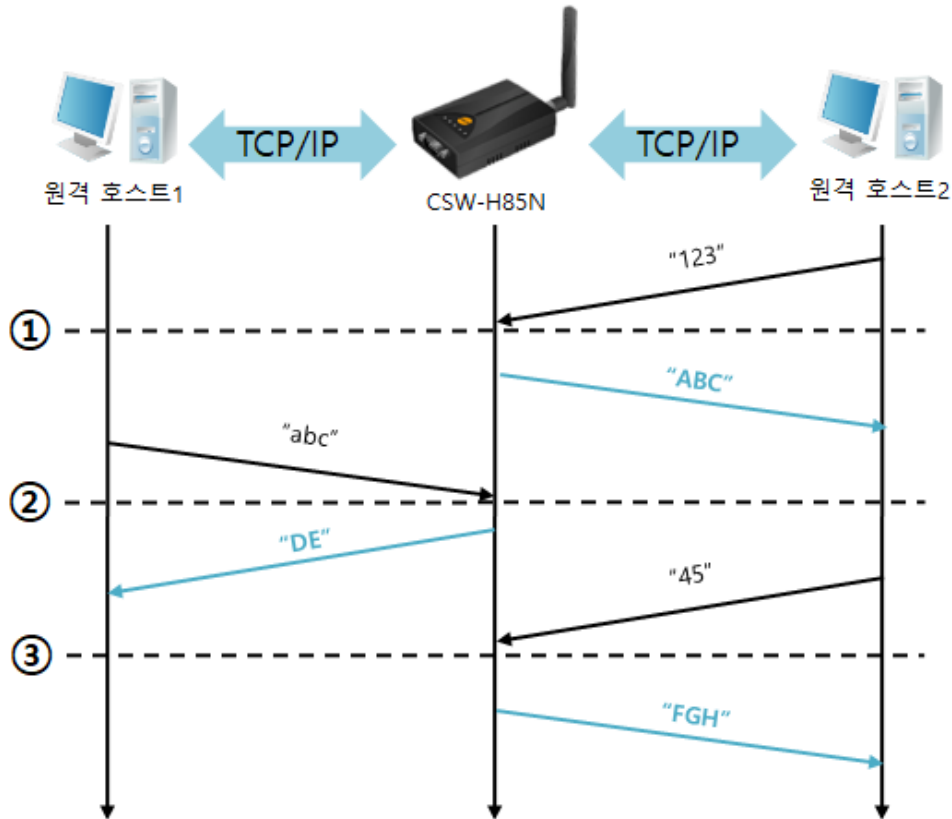 TCP/IP
TCP/IP
원격 호스트1
CSW-H85N
원격 호스트2
"123"
①
"ABC"
"abc"
②
"DE"
"45"
③
"FGH"